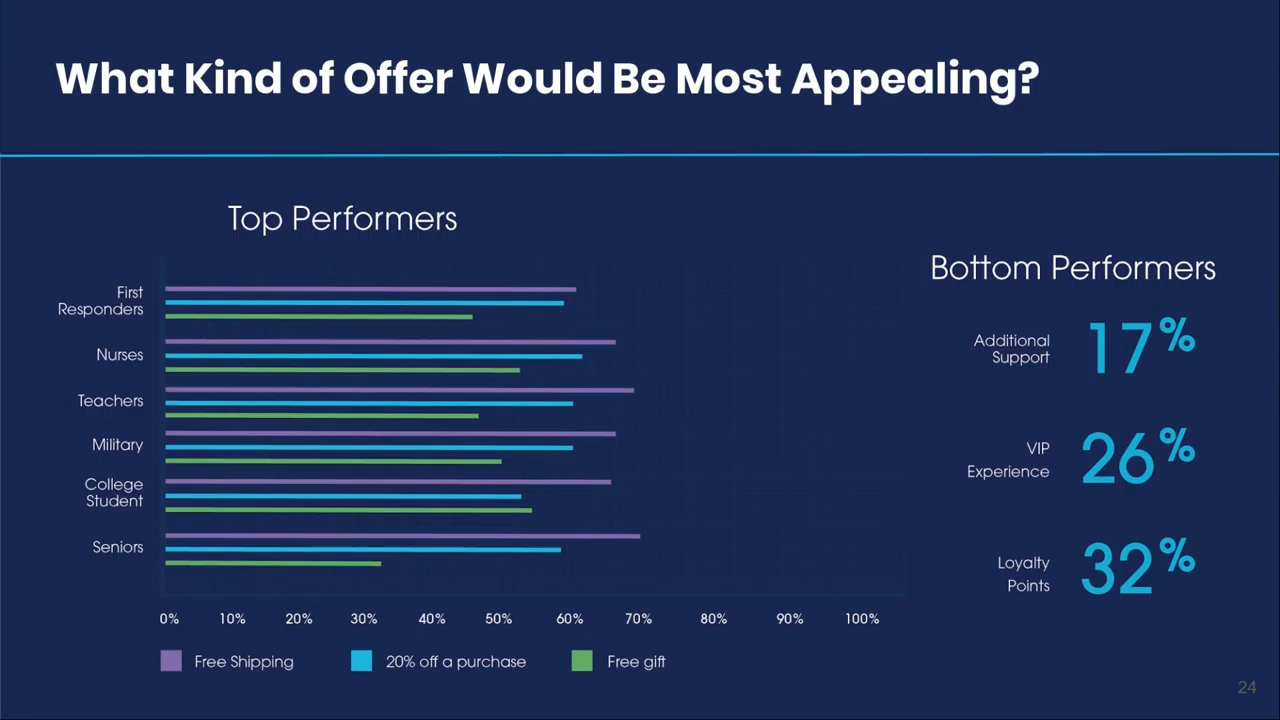 What Kind of Offer Would Be Most Appealing?
Top Performers
First
Responders
Nurses
Teachers
Military
College
Student
Seniors
0% 10% 20% 30% 40% 50% 60% 70% 80% 90% 100%
Free Shipping 20% off a purchase Free gift
Bottom Performers
Additional
Support
17%
VIP
Experience
26%
Loyalty
Points
32%
24